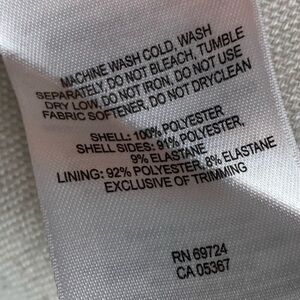 MACHINE WASH COLD, WASH
SEPARATELY, DO NOT BLEACH, TUMBLE
DRY LOW, DO NOT IRON, DO NOT USE
FABRIC SOFTENER, DO NOT DRYCLEAN
SHELL: 100% POLYESTER
SHELL SIDES: 91% POLYESTER,
9% ELASTANE
LINING: 92% POLYESTER, 8% ELASTANE
EXCLUSIVE OF TRIMMING
RN 69724
CA 05367